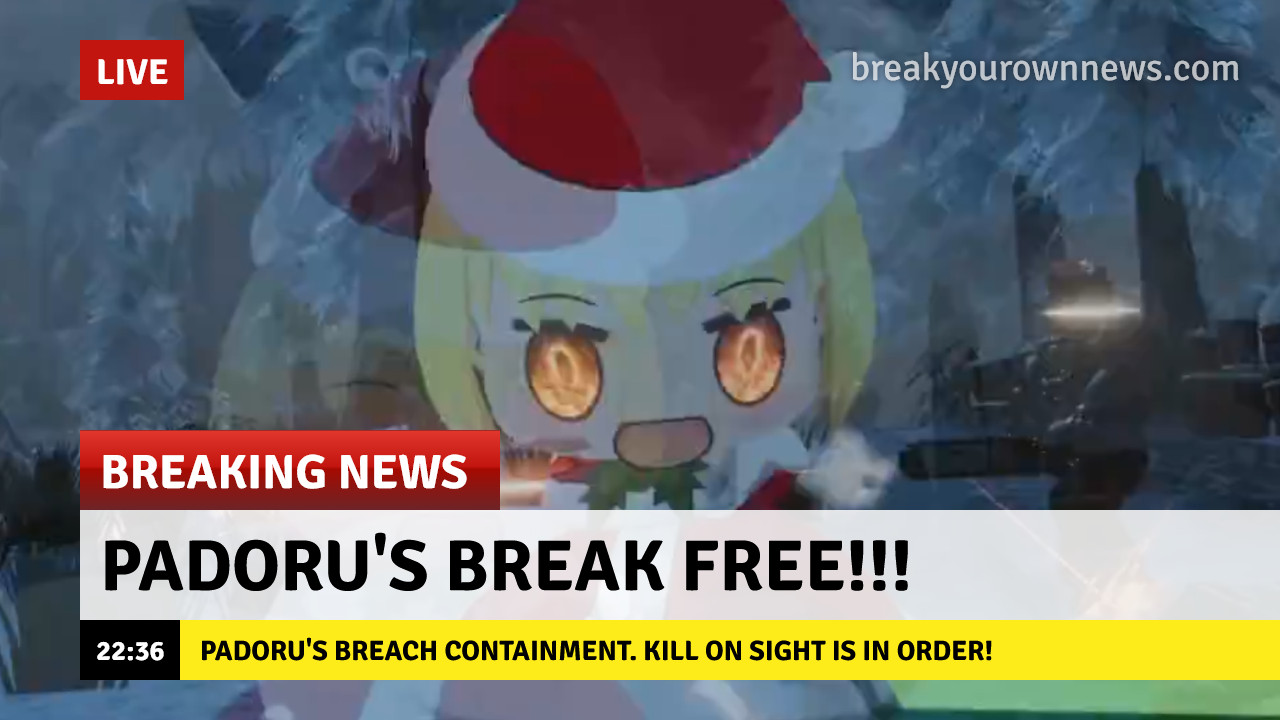 LIVE
breakyourownnews.com
BREAKING NEWS
PADORU'S BREAK FREE!!!
22:36
PADORU'S BREACH CONTAINMENT. KILL ON SIGHT IS IN ORDER!